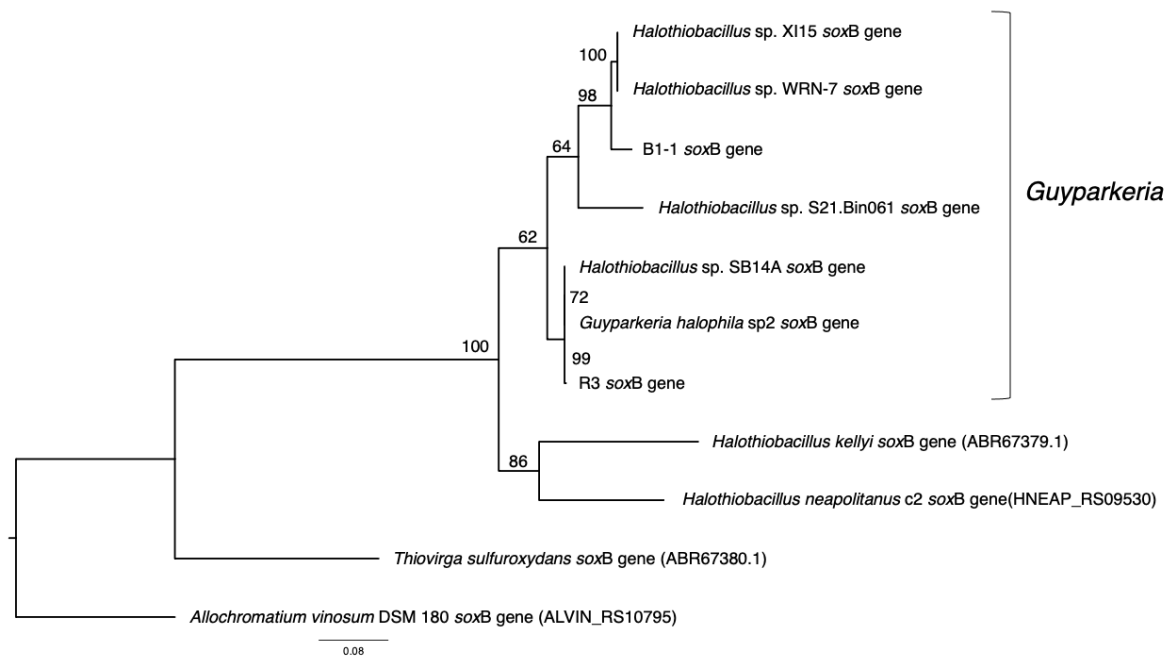 Halothiobacillus sp. XI15 soxB gene
100
Halothiobacillus sp. WRN-7 soxB gene
98
B1-1 soxB gene
64
Guyparkeria
Halothiobacillus sp. S21.Bin061 soxB gene
62
Halothiobacillus sp. SB14A soxB gene
72
Guyparkeria halophila sp2 soxB gene
99
R3 soxB gene
100
Halothiobacillus kellyi soxB gene (ABR67379.1)
86
Halothiobacillus neapolitanus c2 soxB gene(HNEAP_RS09530)
Thiovirga sulfuroxydans soxB gene (ABR67380.1)
Allochromatium vinosum DSM 180 soxB gene (ALVIN_RS10795)
0.08